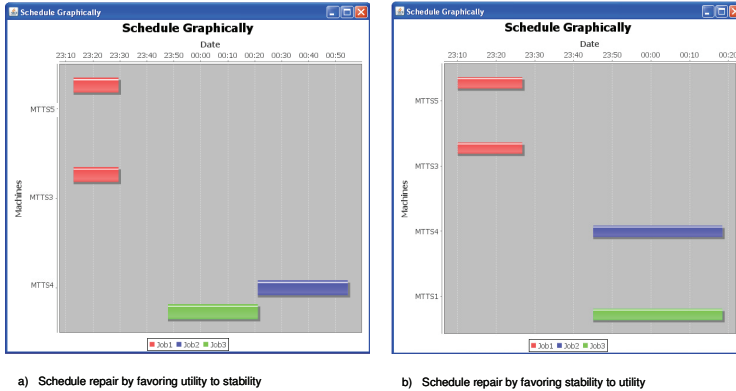 Schedule Graphically
Schedule Graphically
Date
23:10 23:20 23:30 23:40 23:50 00:00 00:10 00:20 00:30 00:40 00:50
MTTS5
MTTS3
MTTS4
Machines
Job1 Job2 Job3
a) Schedule repair by favoring utility to stability
Schedule Graphically
Schedule Graphically
Date
23:10 23:20 23:30 23:40 23:50 00:00 00:10 00:20
MTTS5
MTTS3
MTTS4
MTTS1
Machines
Job1 Job2 Job3
b) Schedule repair by favoring stability to utility